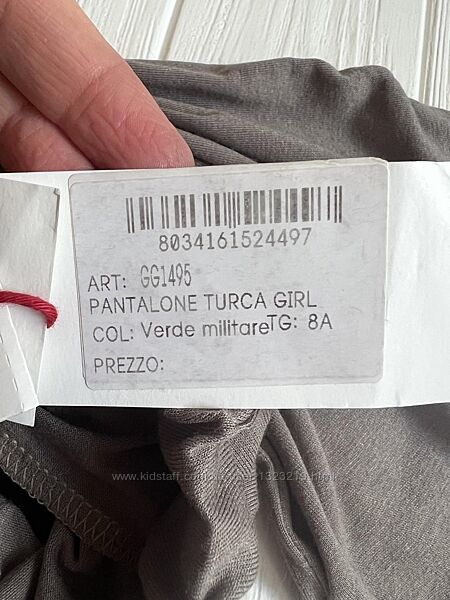 8034161524497
ART: GG1495
PANTALONE TURCA GIRL
COL: Verde militare TG: 8A
PREZZO: